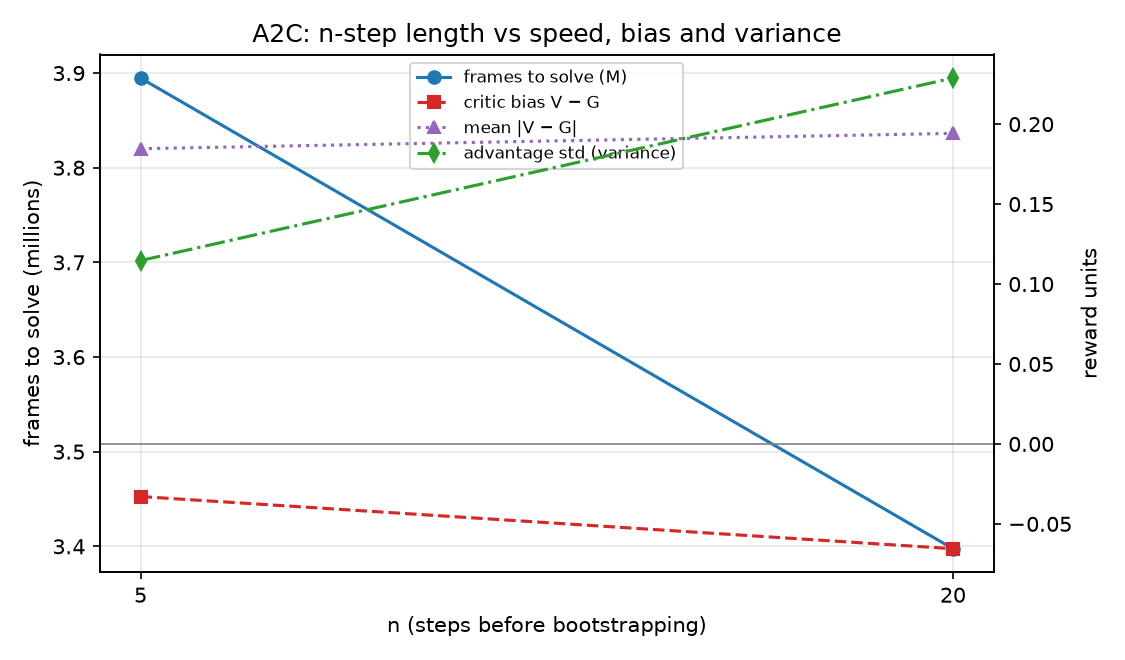 A2C: n-step length vs speed, bias and variance
frames to solve (M)
critic bias V − G
mean |V − G|
advantage std (variance)
frames to solve (millions)
3.9
3.8
3.7
3.6
3.5
3.4
0.20
0.15
0.10
0.05
0.00
−0.05
reward units
5
20
n (steps before bootstrapping)